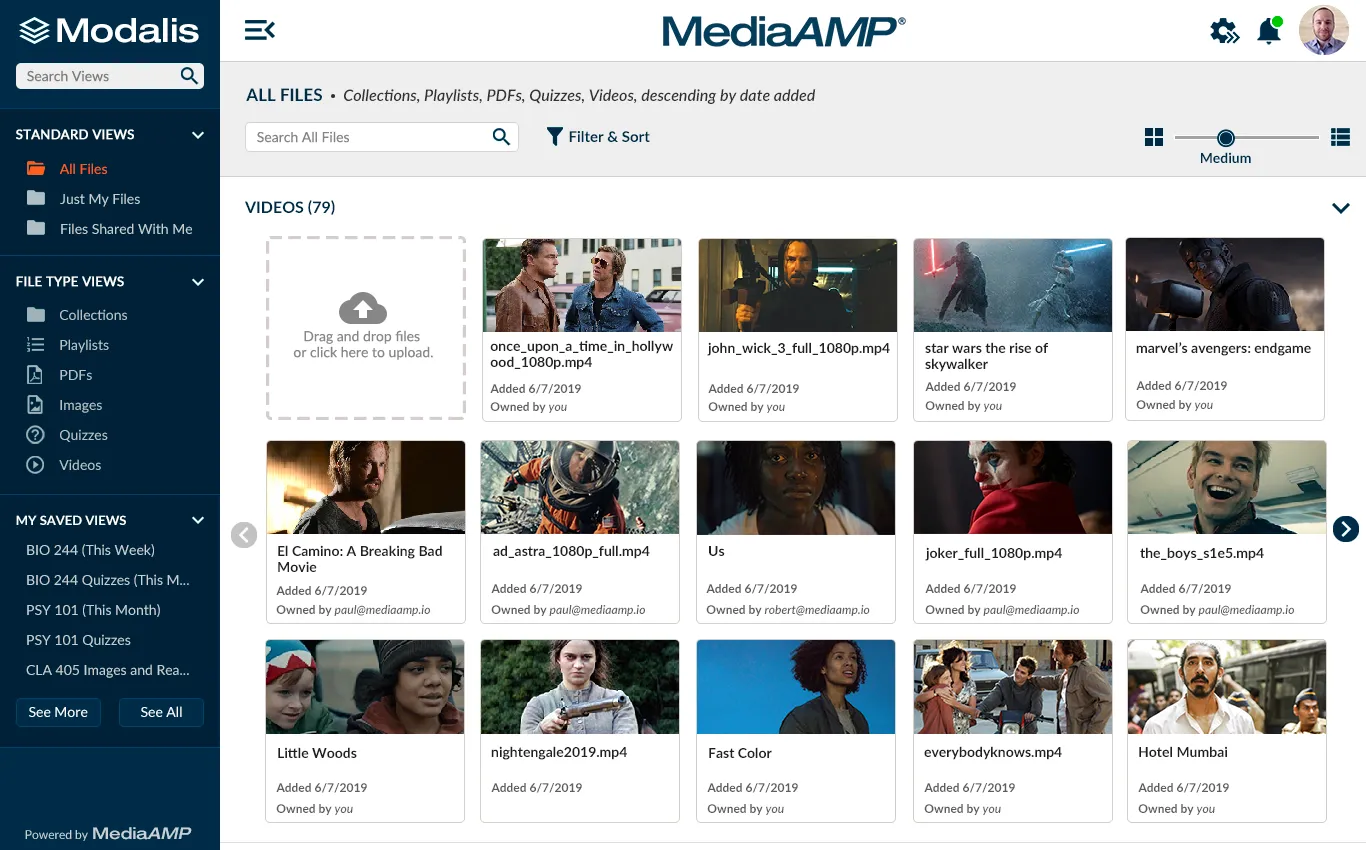 Modalis
Search Views
STANDARD VIEWS
All Files
Just My Files
Files Shared With Me
FILE TYPE VIEWS
Collections
Playlists
PDFs
Images
Quizzes
Videos
MY SAVED VIEWS
BIO 244 (This Week)
BIO 244 Quizzes (This M...
PSY 101 (This Month)
PSY 101 Quizzes
CLA 405 Images and Rea...
See More
See All
Powered by MediaAMP
MediaAMP®
ALL FILES • Collections, Playlists, PDFs, Quizzes, Videos, descending by date added
Search All Files
Filter & Sort
Medium
VIDEOS (79)
Drag and drop files
or click here to upload.
once_upon_a_time_in_hollyw
ood_1080p.mp4
Added 6/7/2019
Owned by you
john_wick_3_full_1080p.mp4
Added 6/7/2019
Owned by you
star wars the rise of
skywalker
Added 6/7/2019
Owned by you
marvel’s avengers: endgame
Added 6/7/2019
Owned by you
El Camino: A Breaking Bad
Movie
Added 6/7/2019
Owned by paul@mediaamp.io
ad_astra_1080p_full.mp4
Added 6/7/2019
Owned by paul@mediaamp.io
Us
Added 6/7/2019
Owned by robert@mediaamp.io
joker_full_1080p.mp4
Added 6/7/2019
Owned by paul@mediaamp.io
the_boys_s1e5.mp4
Added 6/7/2019
Owned by paul@mediaamp.io
Little Woods
Added 6/7/2019
Owned by you
nightengale2019.mp4
Added 6/7/2019
Fast Color
Added 6/7/2019
Owned by you
everybodyknows.mp4
Added 6/7/2019
Owned by you
Hotel Mumbai
Added 6/7/2019
Owned by you